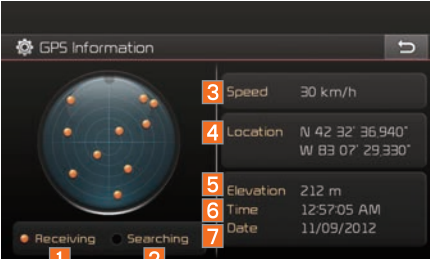 GPS Information
3 Speed 30 km/h
4 Location N 42 32' 36.940"
W 83 07' 29.330"
5 Elevation 212 m
6 Time 12:57:05 AM
7 Date 11/09/2012
Receiving Searching
1 2